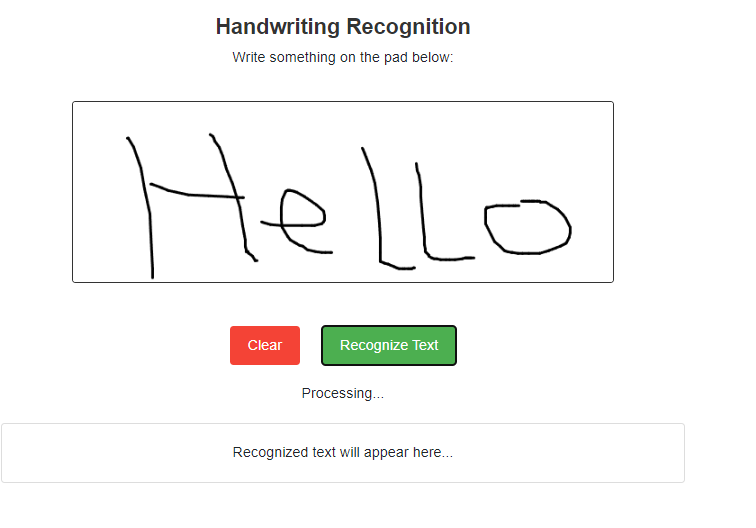 Handwriting Recognition
Write something on the pad below:
Hello
Clear Recognize Text
Processing...
Recognized text will appear here...